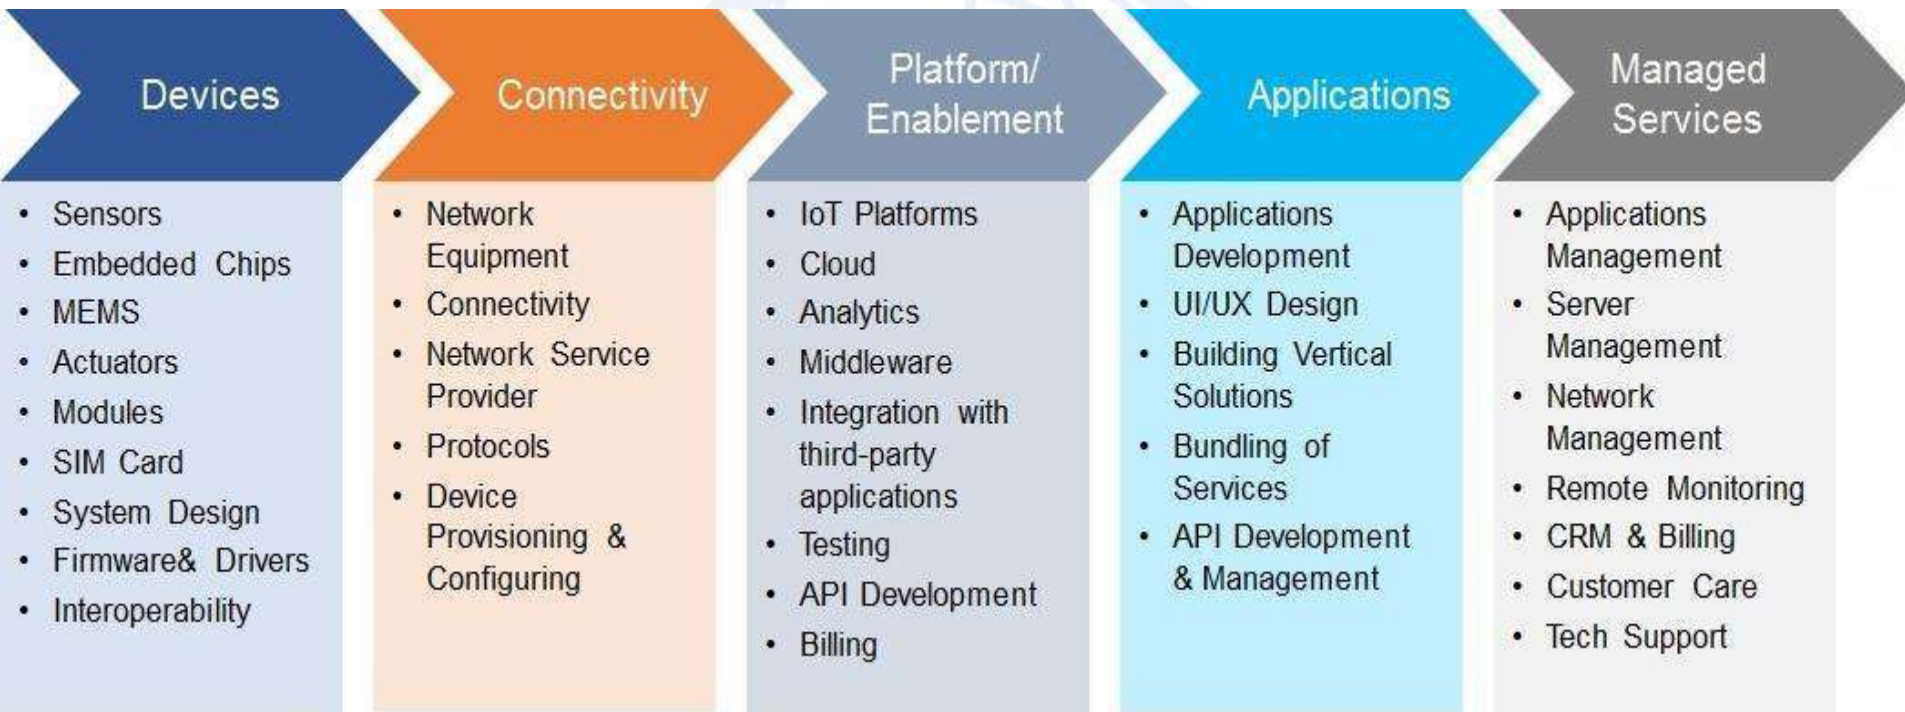 Devices
• Sensors
• Embedded Chips
• MEMS
• Actuators
• Modules
• SIM Card
• System Design
• Firmware& Drivers
• Interoperability
Connectivity
• Network
Equipment
• Connectivity
• Network Service
Provider
• Protocols
• Device
Provisioning &
Configuring
Platform/
Enablement
• IoT Platforms
• Cloud
• Analytics
• Middleware
• Integration with
third-party
applications
• Testing
• API Development
• Billing
Applications
• Applications
Development
• UI/UX Design
• Building Vertical
Solutions
• Bundling of
Services
• API Development
& Management
Managed
Services
• Applications
Management
• Server
Management
• Network
Management
• Remote Monitoring
• CRM & Billing
• Customer Care
• Tech Support